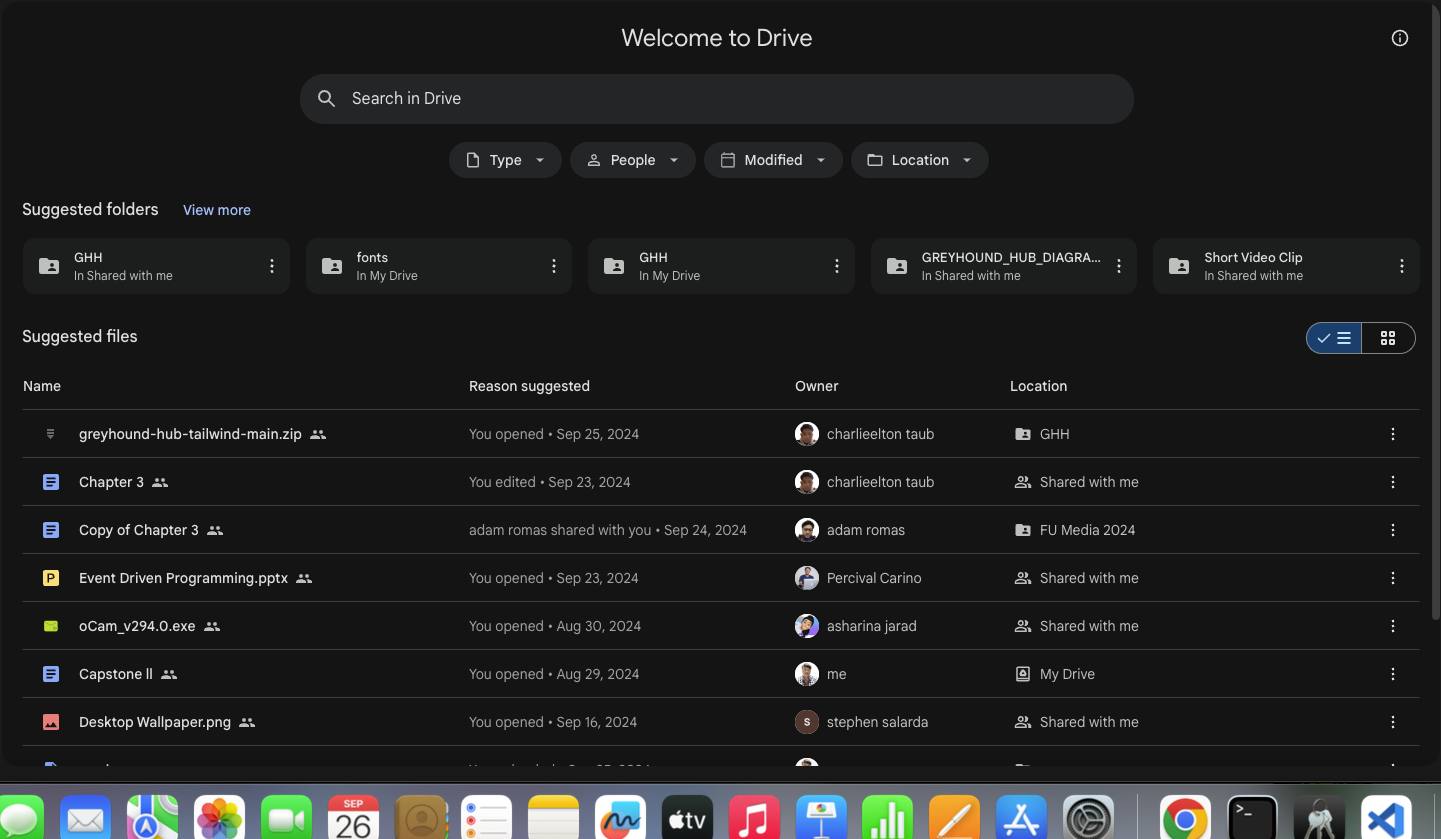 Welcome to Drive
Search in Drive
Type People Modified Location
Suggested folders View more
GHH
In Shared with me
fonts
In My Drive
GHH
In My Drive
GREYHOUND_HUB_DIAGRA...
In Shared with me
Short Video Clip
In Shared with me
Suggested files
Name Reason suggested Owner Location
greyhound-hub-tailwind-main.zip You opened • Sep 25, 2024 charlieelton taub GHH
Chapter 3 You edited • Sep 23, 2024 charlieelton taub Shared with me
Copy of Chapter 3 adam romas shared with you • Sep 24, 2024 adam romas FU Media 2024
P Event Driven Programming.pptx You opened • Sep 23, 2024 Percival Carino Shared with me
oCam_v294.0.exe You opened • Aug 30, 2024 asharina jarad Shared with me
Capstone ll You opened • Aug 29, 2024 me My Drive
Desktop Wallpaper.png You opened • Sep 16, 2024 s stephen salarda Shared with me
SEP
26
tv
>_